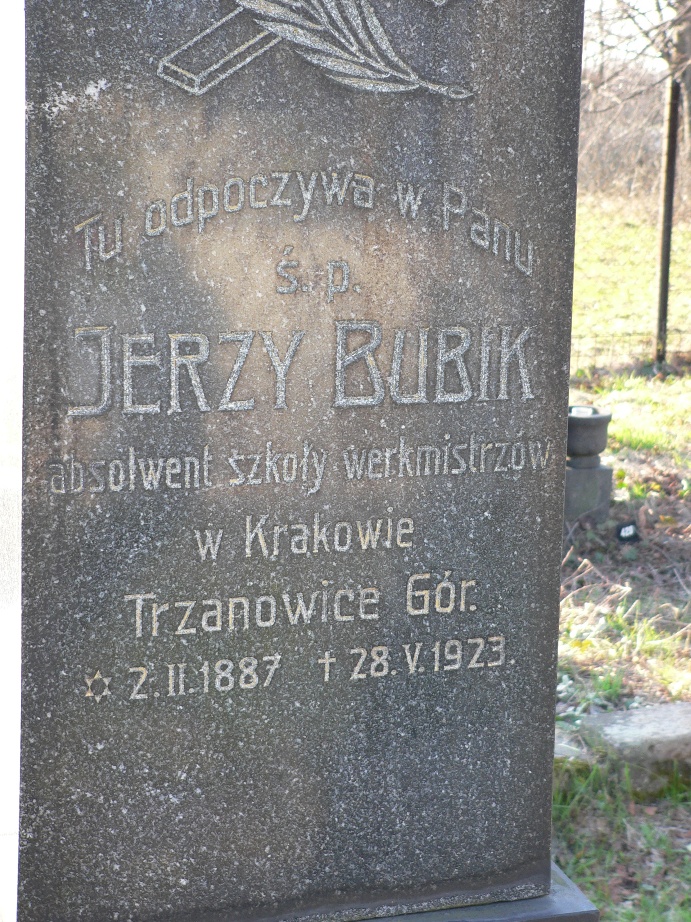 Tu odpoczywa w Panu
ś. p.
JERZY BUBIK
absolwent szkoły werkmistrzów
w Krakowie
Trzanowice Gór.
✡ 2.II.1887 † 28.V.1923.